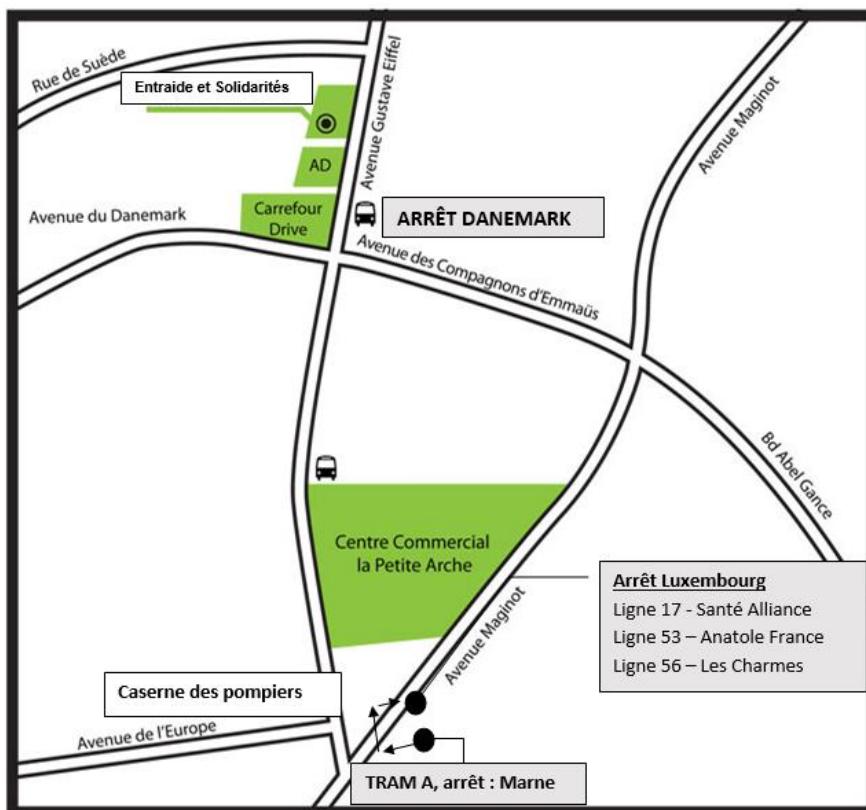 Rue de Suède
Entraide et Solidarités
Avenue Gustave Eiffel
Avenue Maginot
AD
Avenue du Danemark
Carrefour
Drive
ARRÊT DANEMARK
Avenue des Compagnons d'Emmaüs
Bd Abel Gance
Centre Commercial
la Petite Arche
Arrêt Luxembourg
Ligne 17 - Santé Alliance
Ligne 53 – Anatole France
Ligne 56 – Les Charmes
Avenue Maginot
Caserne des pompiers
Avenue de l'Europe
TRAM A, arrêt : Marne